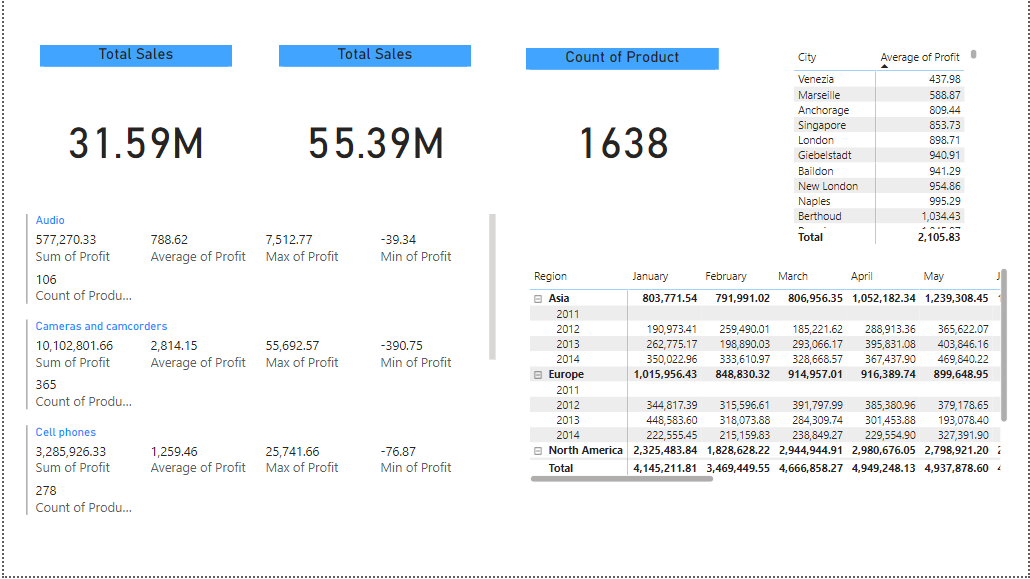 Total Sales
31.59M
Total Sales
55.39M
Count of Product
1638
City Average of Profit
Venezia 437.98
Marseille 588.87
Anchorage 809.44
Singapore 853.73
London 898.71
Giebelstadt 940.91
Baildon 941.29
New London 954.86
Naples 995.29
Berthoud 1,034.43
Total 2,105.83
Audio
577,270.33 788.62 7,512.77 -39.34
Sum of Profit Average of Profit Max of Profit Min of Profit
106
Count of Produ...
Cameras and camcorders
10,102,801.66 2,814.15 55,692.57 -390.75
Sum of Profit Average of Profit Max of Profit Min of Profit
365
Count of Produ...
Cell phones
3,285,926.33 1,259.46 25,741.66 -76.87
Sum of Profit Average of Profit Max of Profit Min of Profit
278
Count of Produ...
Region January February March April May
Asia 803,771.54 791,991.02 806,956.35 1,052,182.34 1,239,308.45
2011
2012 190,973.41 259,490.01 185,221.62 288,913.36 365,622.07
2013 262,775.17 198,890.03 293,066.17 395,831.08 403,846.16
2014 350,022.96 333,610.97 328,668.57 367,437.90 469,840.22
Europe 1,015,956.43 848,830.32 914,957.01 916,389.74 899,648.95
2011
2012 344,817.39 315,596.61 391,797.99 385,380.96 379,178.65
2013 448,583.60 318,073.88 284,309.74 301,453.88 193,078.40
2014 222,555.45 215,159.83 238,849.27 229,554.90 327,391.90
North America 2,325,483.84 1,828,628.22 2,944,944.91 2,980,676.05 2,798,921.20
Total 4,145,211.81 3,469,449.55 4,666,858.27 4,949,248.13 4,937,878.60